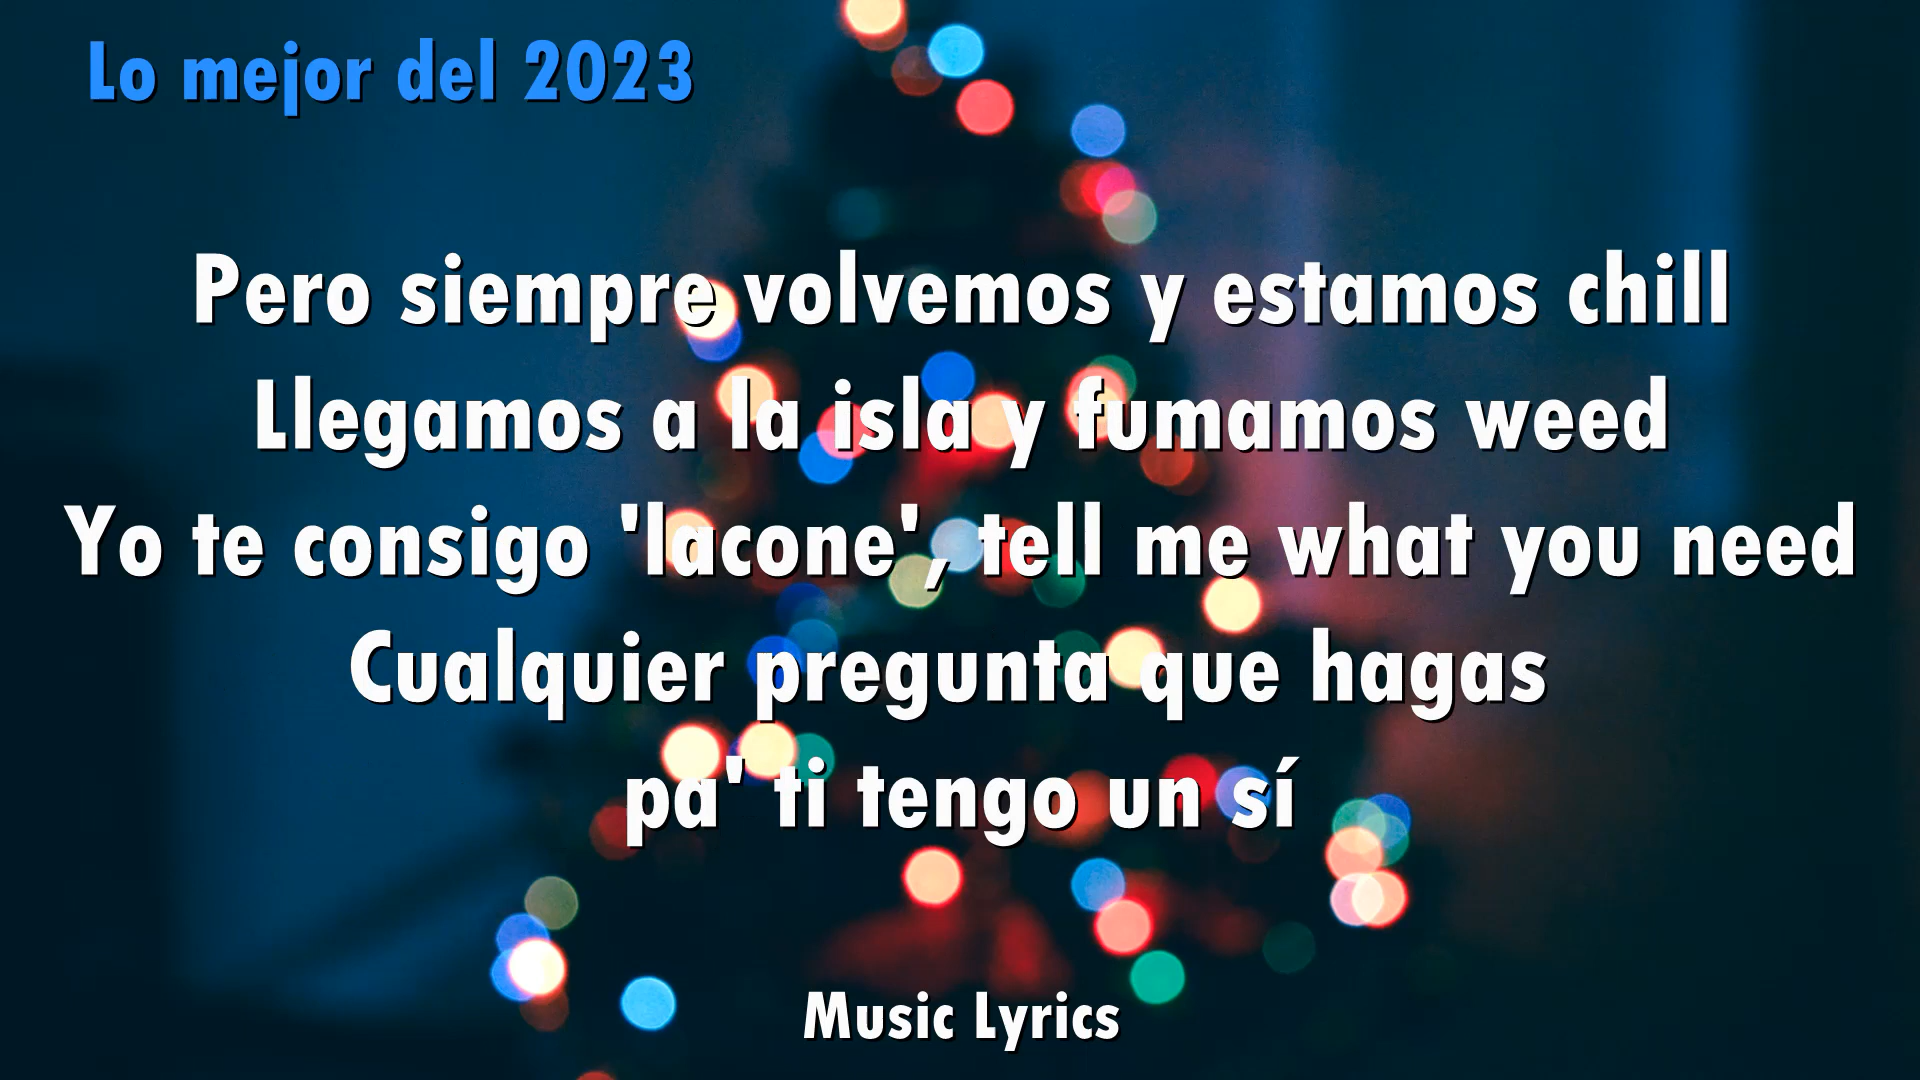 Lo mejor del 2023
Pero siempre volvemos y estamos chill
Llegamos a la isla y fumamos weed
Yo te consigo 'lacone', tell me what you need
Cualquier pregunta que hagas
pa' ti tengo un sí
Music Lyrics